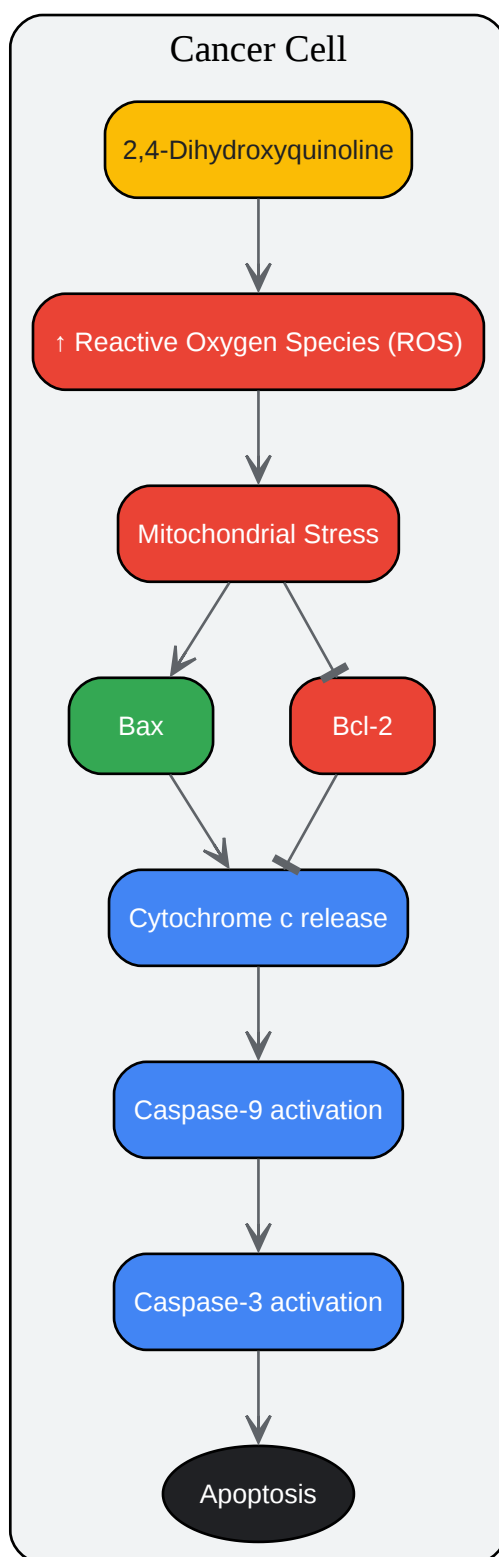 Cancer Cell
2,4-Dihydroxyquinoline
↑ Reactive Oxygen Species (ROS)
Mitochondrial Stress
Bax
Bcl-2
Cytochrome c release
Caspase-9 activation
Caspase-3 activation
Apoptosis